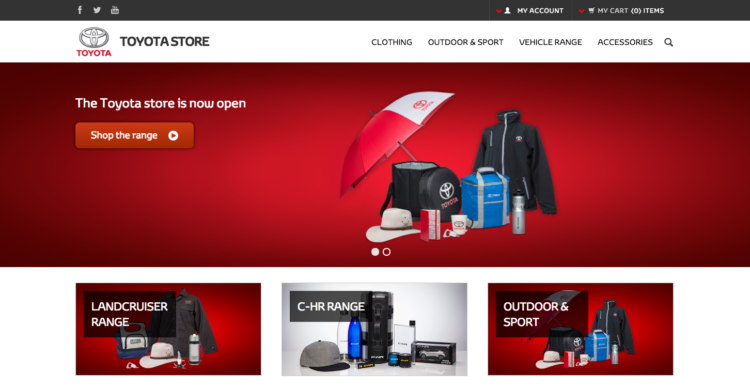 MY ACCOUNT
MY CART (0) ITEMS
TOYOTA
TOYOTA STORE
CLOTHING
OUTDOOR & SPORT
VEHICLE RANGE
ACCESSORIES
The Toyota store is now open
Shop the range
TOYOTA
LANDCRUISER
RANGE
C-HR RANGE
OUTDOOR &
SPORT